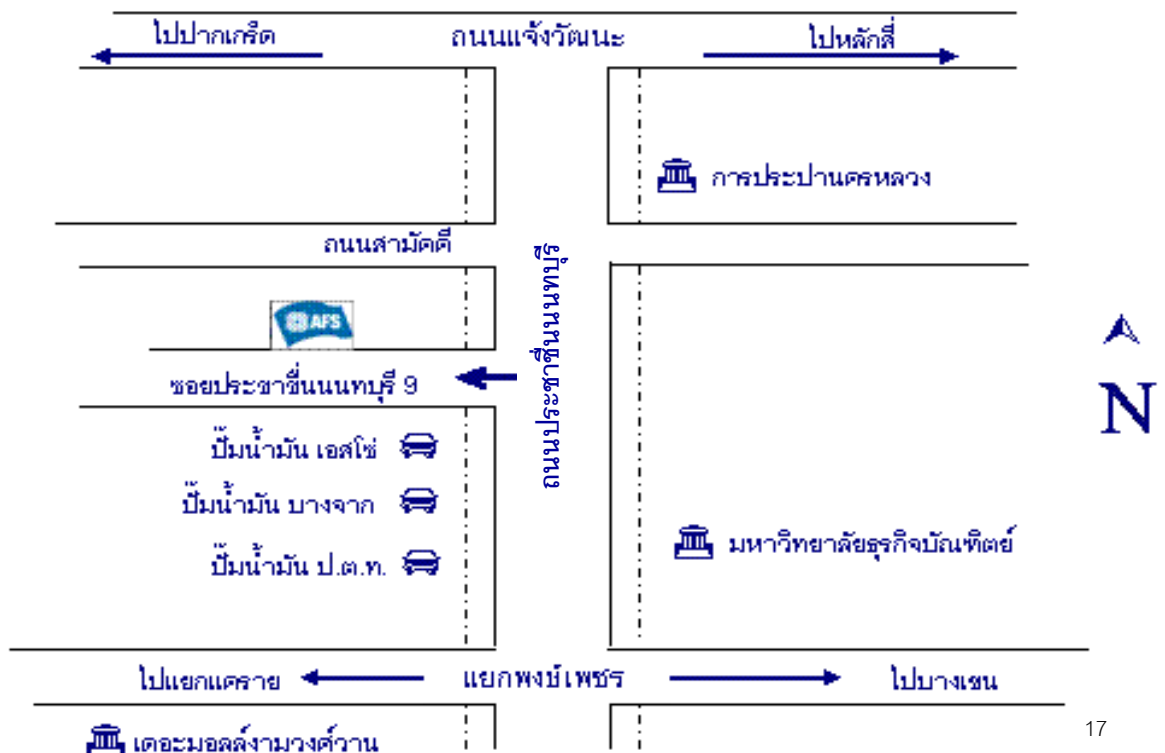 ไปปากเกร็ด ถนนแจ้งวัฒนะ ไปหลักสี่
การประปานครหลวง
ถนนสามัคคี
ถนนประชาชื่นนนทบุรี
AFS
ซอยประชาชื่นนนทบุรี 9
ปั๊มน้ำมัน เอสโซ่
ปั๊มน้ำมัน บางจาก
ปั๊มน้ำมัน ป.ต.ท.
มหาวิทยาลัยธุรกิจบัณฑิตย์
N
ไปแยกแคราย แยกพงษ์เพชร ไปบางเขน
เดอะมอลล์งามวงศ์วาน
17